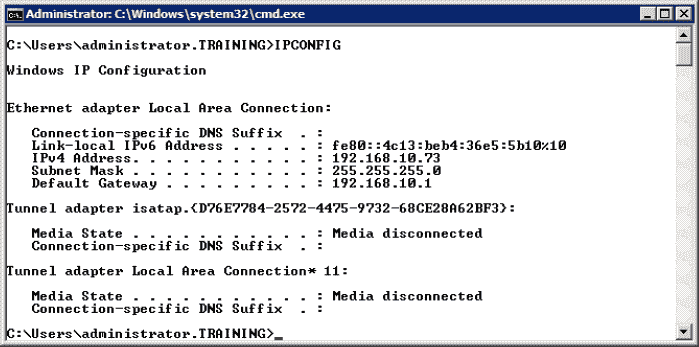 Administrator: C:\Windows\system32\cmd.exe
C:\Users\administrator.TRAINING>IPCONFIG
Windows IP Configuration
Ethernet adapter Local Area Connection:
Connection-specific DNS Suffix . :
Link-local IPv6 Address . . . . . : fe80::4c13:beb4:36e5:5b10%10
IPv4 Address. . . . . . . . . . . : 192.168.10.73
Subnet Mask . . . . . . . . . . . : 255.255.255.0
Default Gateway . . . . . . . . . : 192.168.10.1
Tunnel adapter isatap.{D76E7784-2572-4475-9732-68CE28A62BF3}:
Media State . . . . . . . . . . . : Media disconnected
Connection-specific DNS Suffix . :
Tunnel adapter Local Area Connection* 11:
Media State . . . . . . . . . . . : Media disconnected
Connection-specific DNS Suffix . :
C:\Users\administrator.TRAINING>_